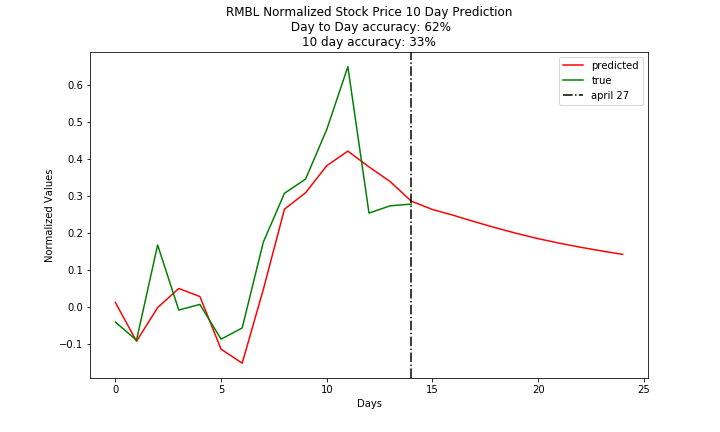 RMBL Normalized Stock Price 10 Day Prediction
Day to Day accuracy: 62%
10 day accuracy: 33%
predicted
true
april 27
Normalized Values
0.6
0.5
0.4
0.3
0.2
0.1
0.0
−0.1
0 5 10 15 20 25
Days